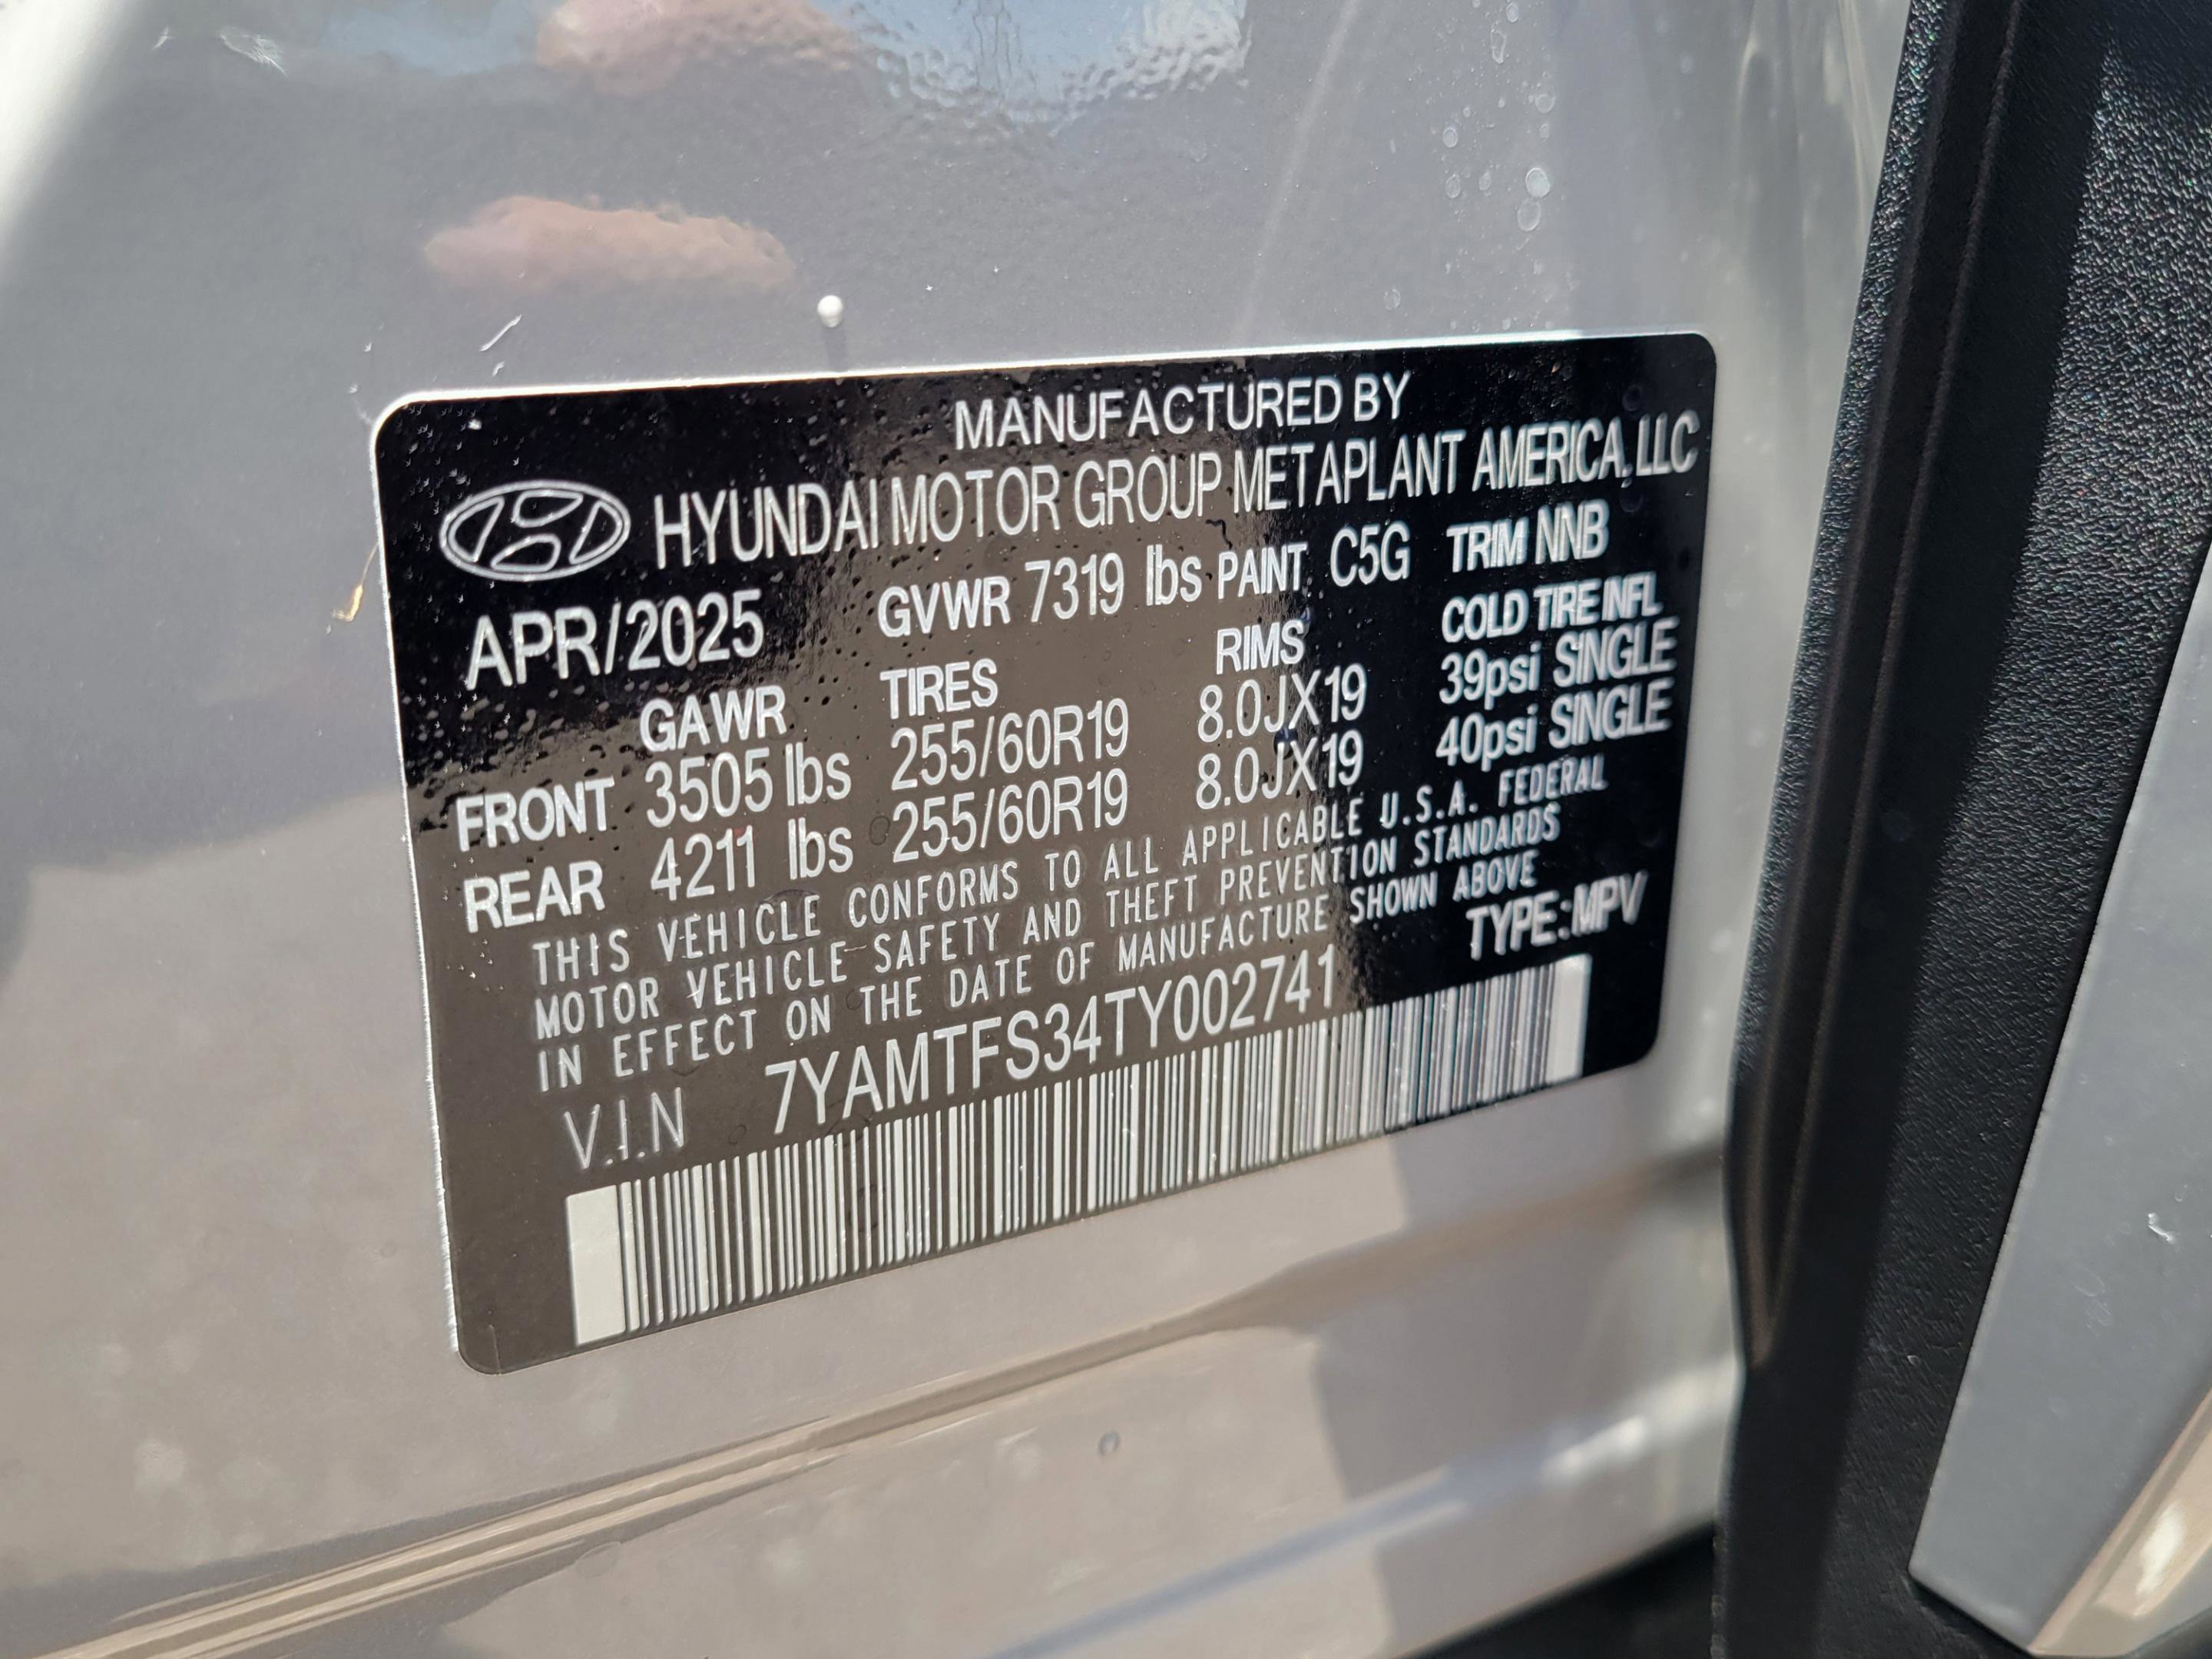 MANUFACTURED BY
HYUNDAI MOTOR GROUP METAPLANT AMERICA, LLC
APR/2025 GVWR 7319 lbs PAINT C5G TRIM NNB
GAWR TIRES RIMS COLD TIRE INFL
FRONT 3505 lbs 255/60R19 8.0JX19 39psi SINGLE
REAR 4211 lbs 255/60R19 8.0JX19 40psi SINGLE
THIS VEHICLE CONFORMS TO ALL APPLICABLE U.S.A. FEDERAL
MOTOR VEHICLE SAFETY AND THEFT PREVENTION STANDARDS
IN EFFECT ON THE DATE OF MANUFACTURE SHOWN ABOVE
V.I.N 7YAMTFS34TY002741 TYPE:MPV